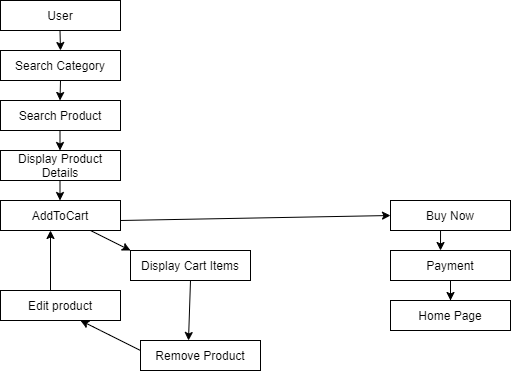 User
Search Category
Search Product
Display Product
Details
AddToCart
Buy Now
Display Cart Items
Payment
Edit product
Home Page
Remove Product